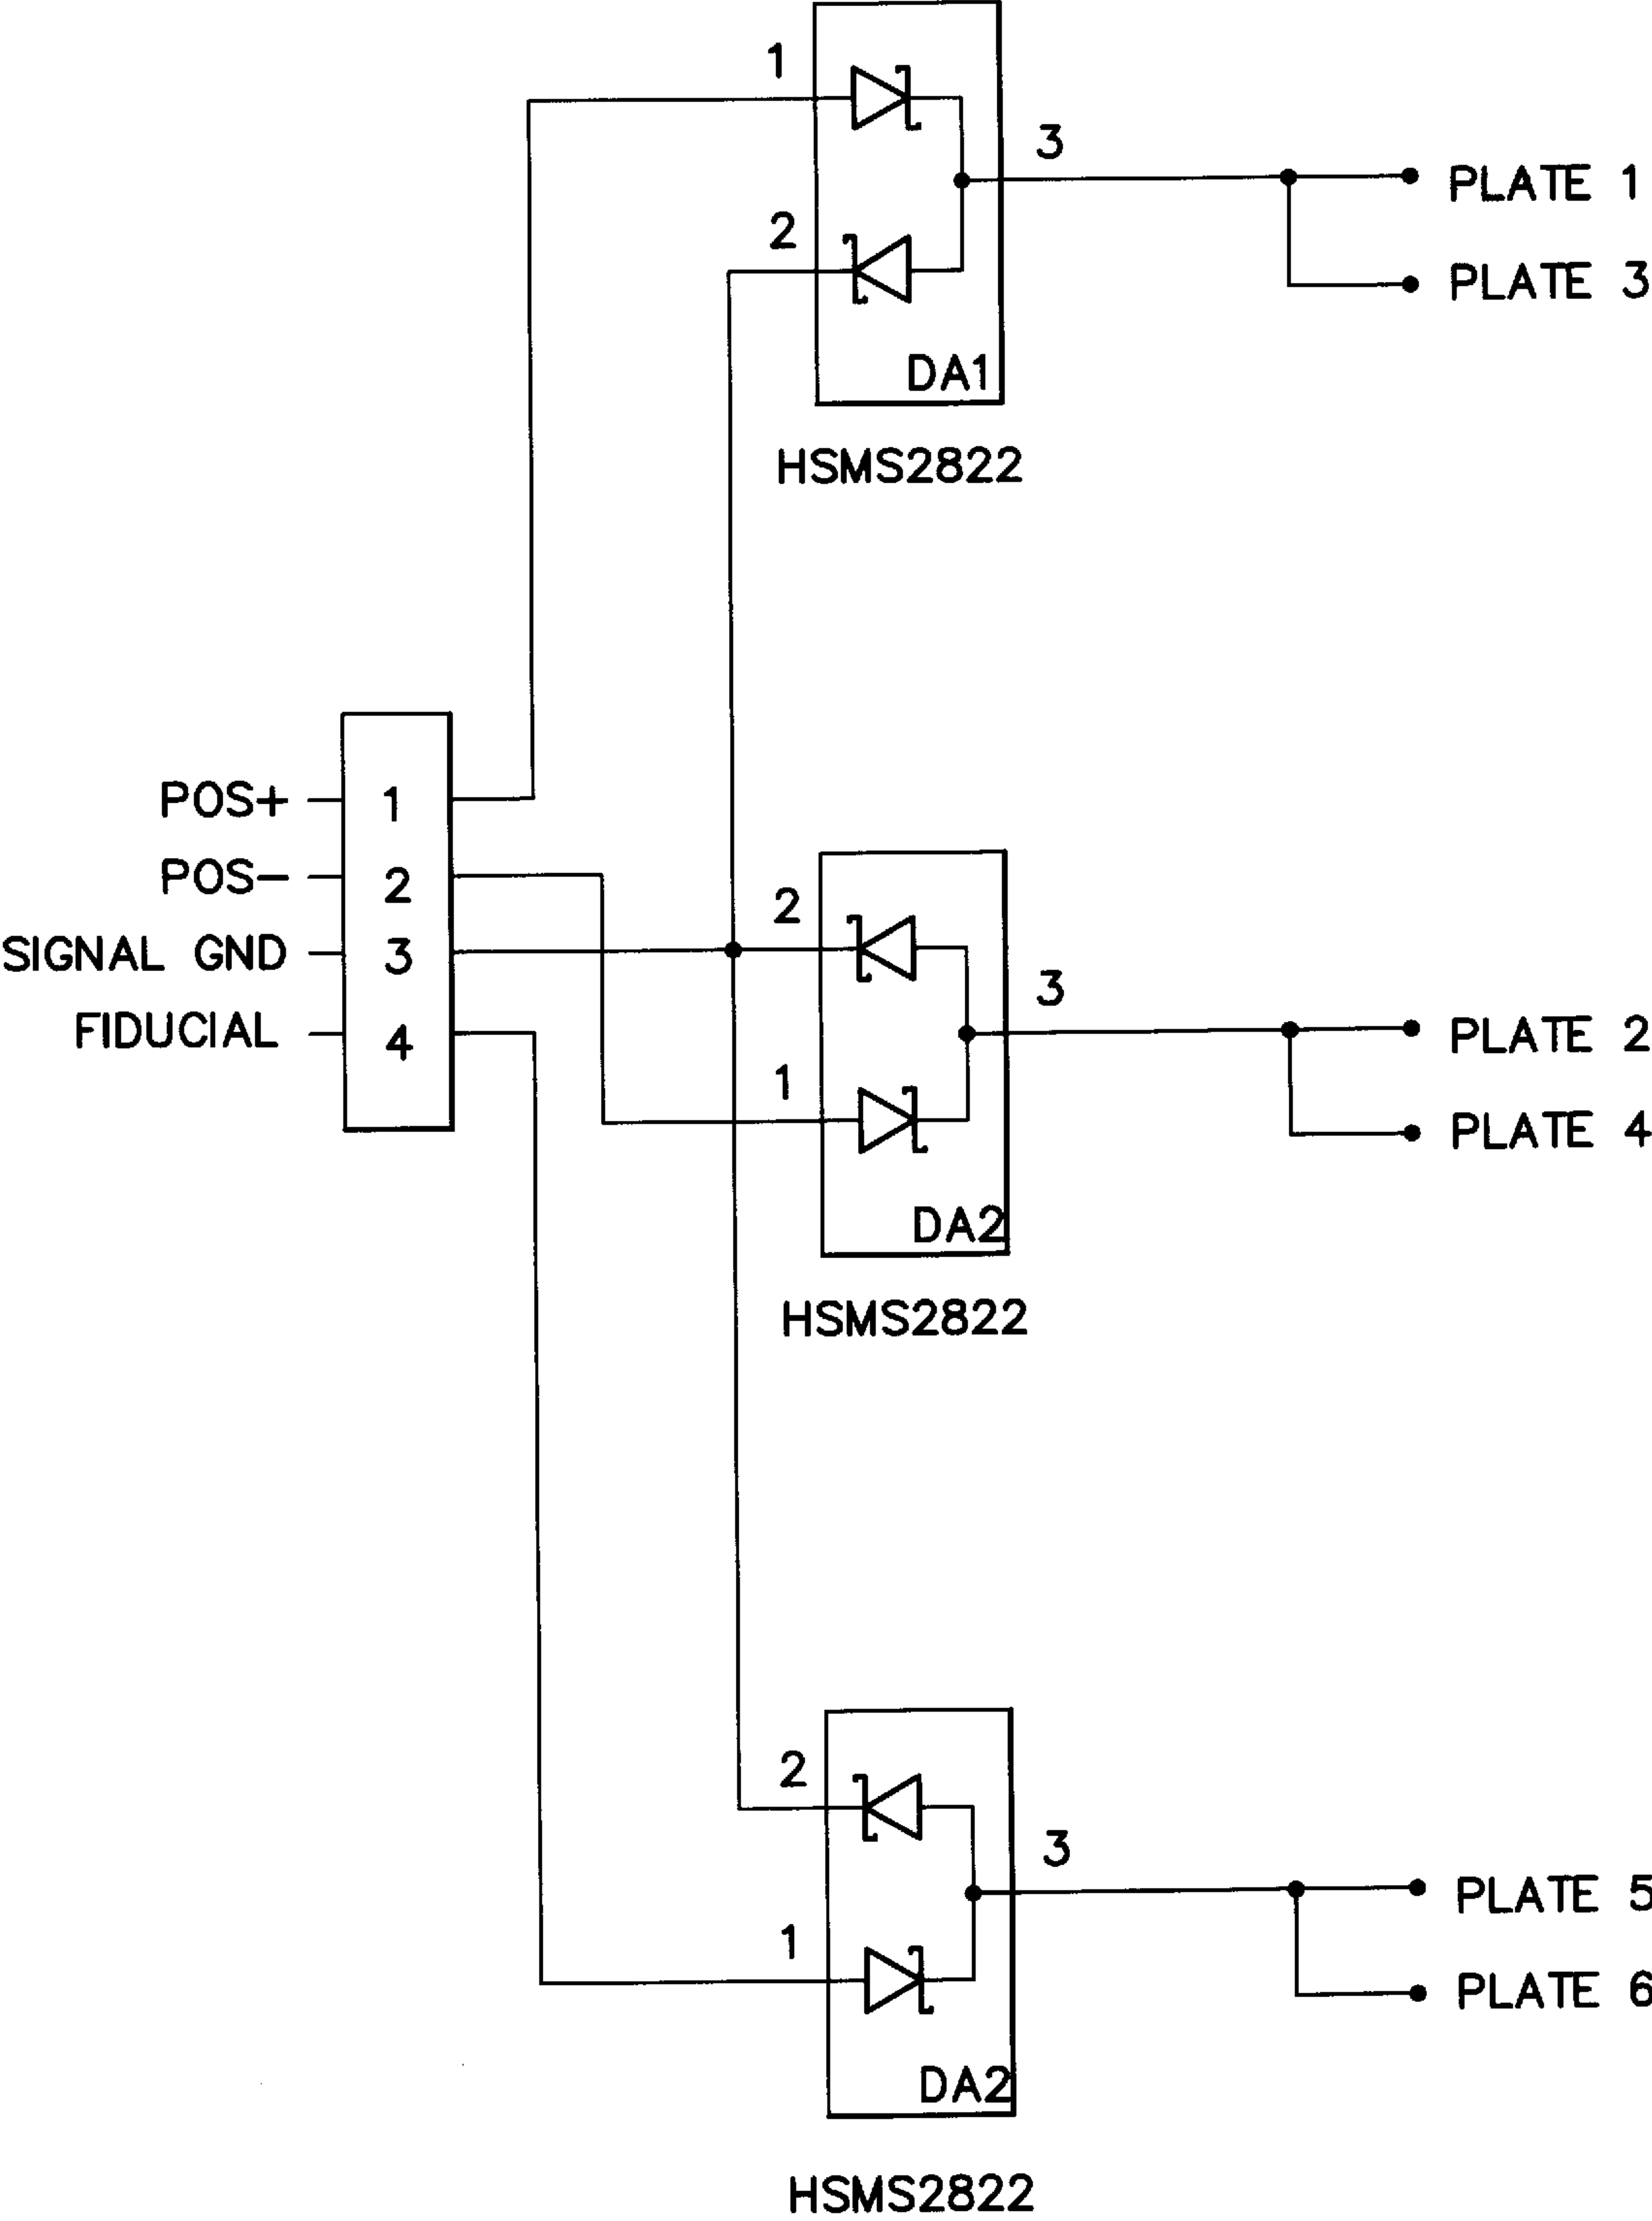 1
3
PLATE 1
2
PLATE 3
DA1
HSMS2822
POS+ 1
POS- 2
SIGNAL GND 3
FIDUCIAL 4
2
3
PLATE 2
1
PLATE 4
DA2
HSMS2822
2
3
PLATE 5
1
PLATE 6
DA2
HSMS2822